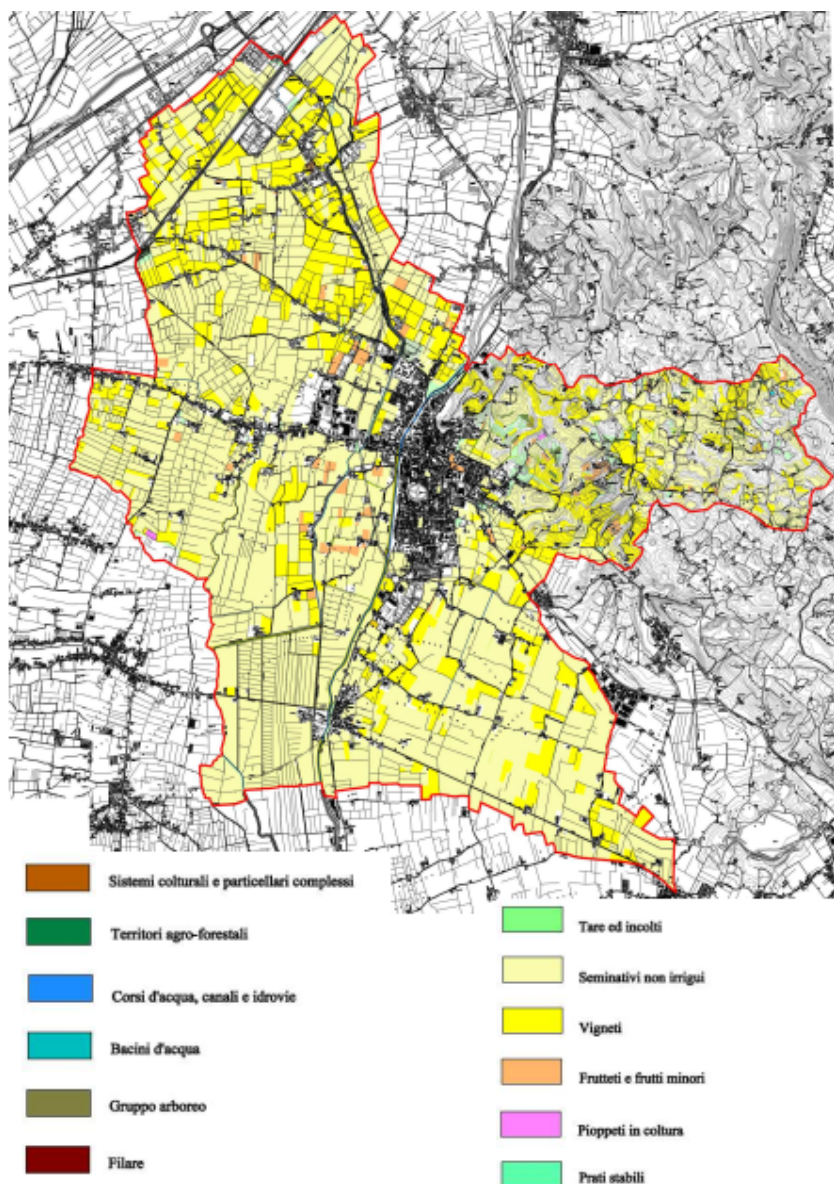 Sistemi colturali e particellari complessi
Territori agro-forestali
Corsi d'acqua, canali e idrovie
Bacini d'acqua
Gruppo arboreo
Filare
Tare ed incolti
Seminativi non irrigui
Vigneti
Frutteti e frutti minori
Pioppeti in coltura
Prati stabili